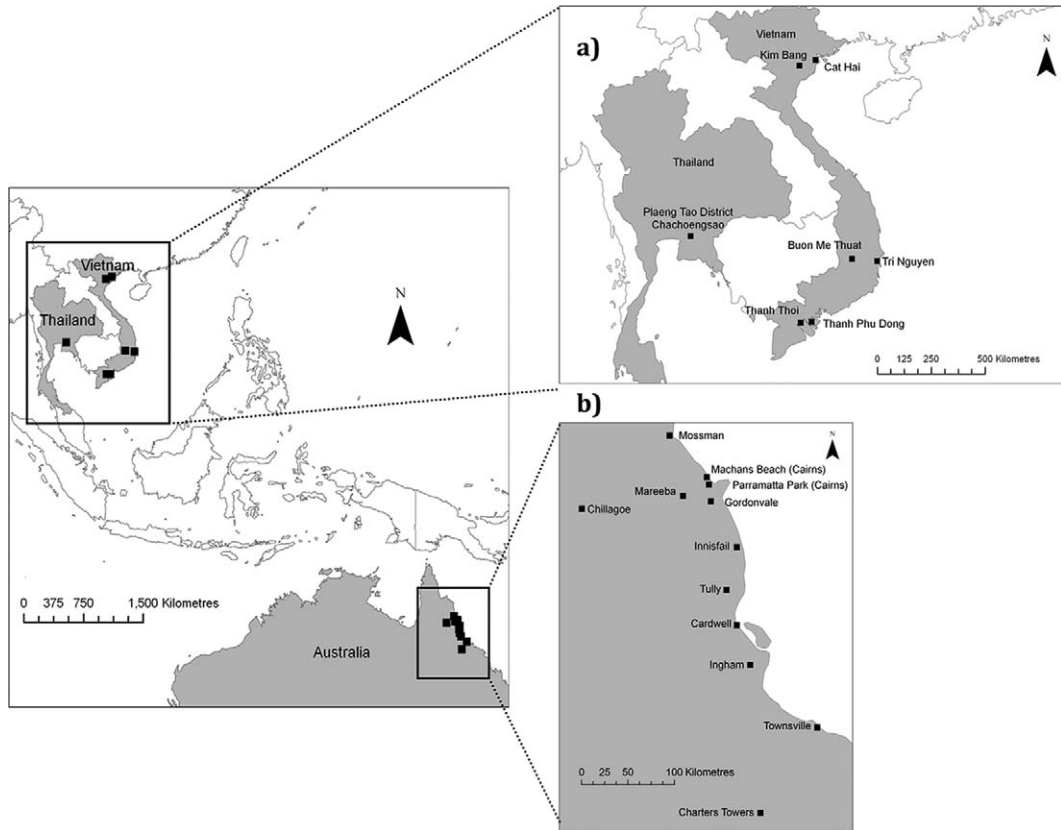 Vietnam
Thailand
N
0 375 750 1,500 Kilometres
Australia
a)
Vietnam
Kim Bang
Cat Hai
N
Thailand
Plaeng Tao District
Chachoengsao
Buon Me Thuat
Tri Nguyen
Thanh Thoi
Thanh Phu Dong
0 125 250 500 Kilometres
b)
Mossman
N
Machans Beach (Cairns)
Parramatta Park (Cairns)
Mareeba
Gordonvale
Chillagoe
Innisfail
Tully
Cardwell
Ingham
Townsville
0 25 50 100 Kilometres
Charters Towers